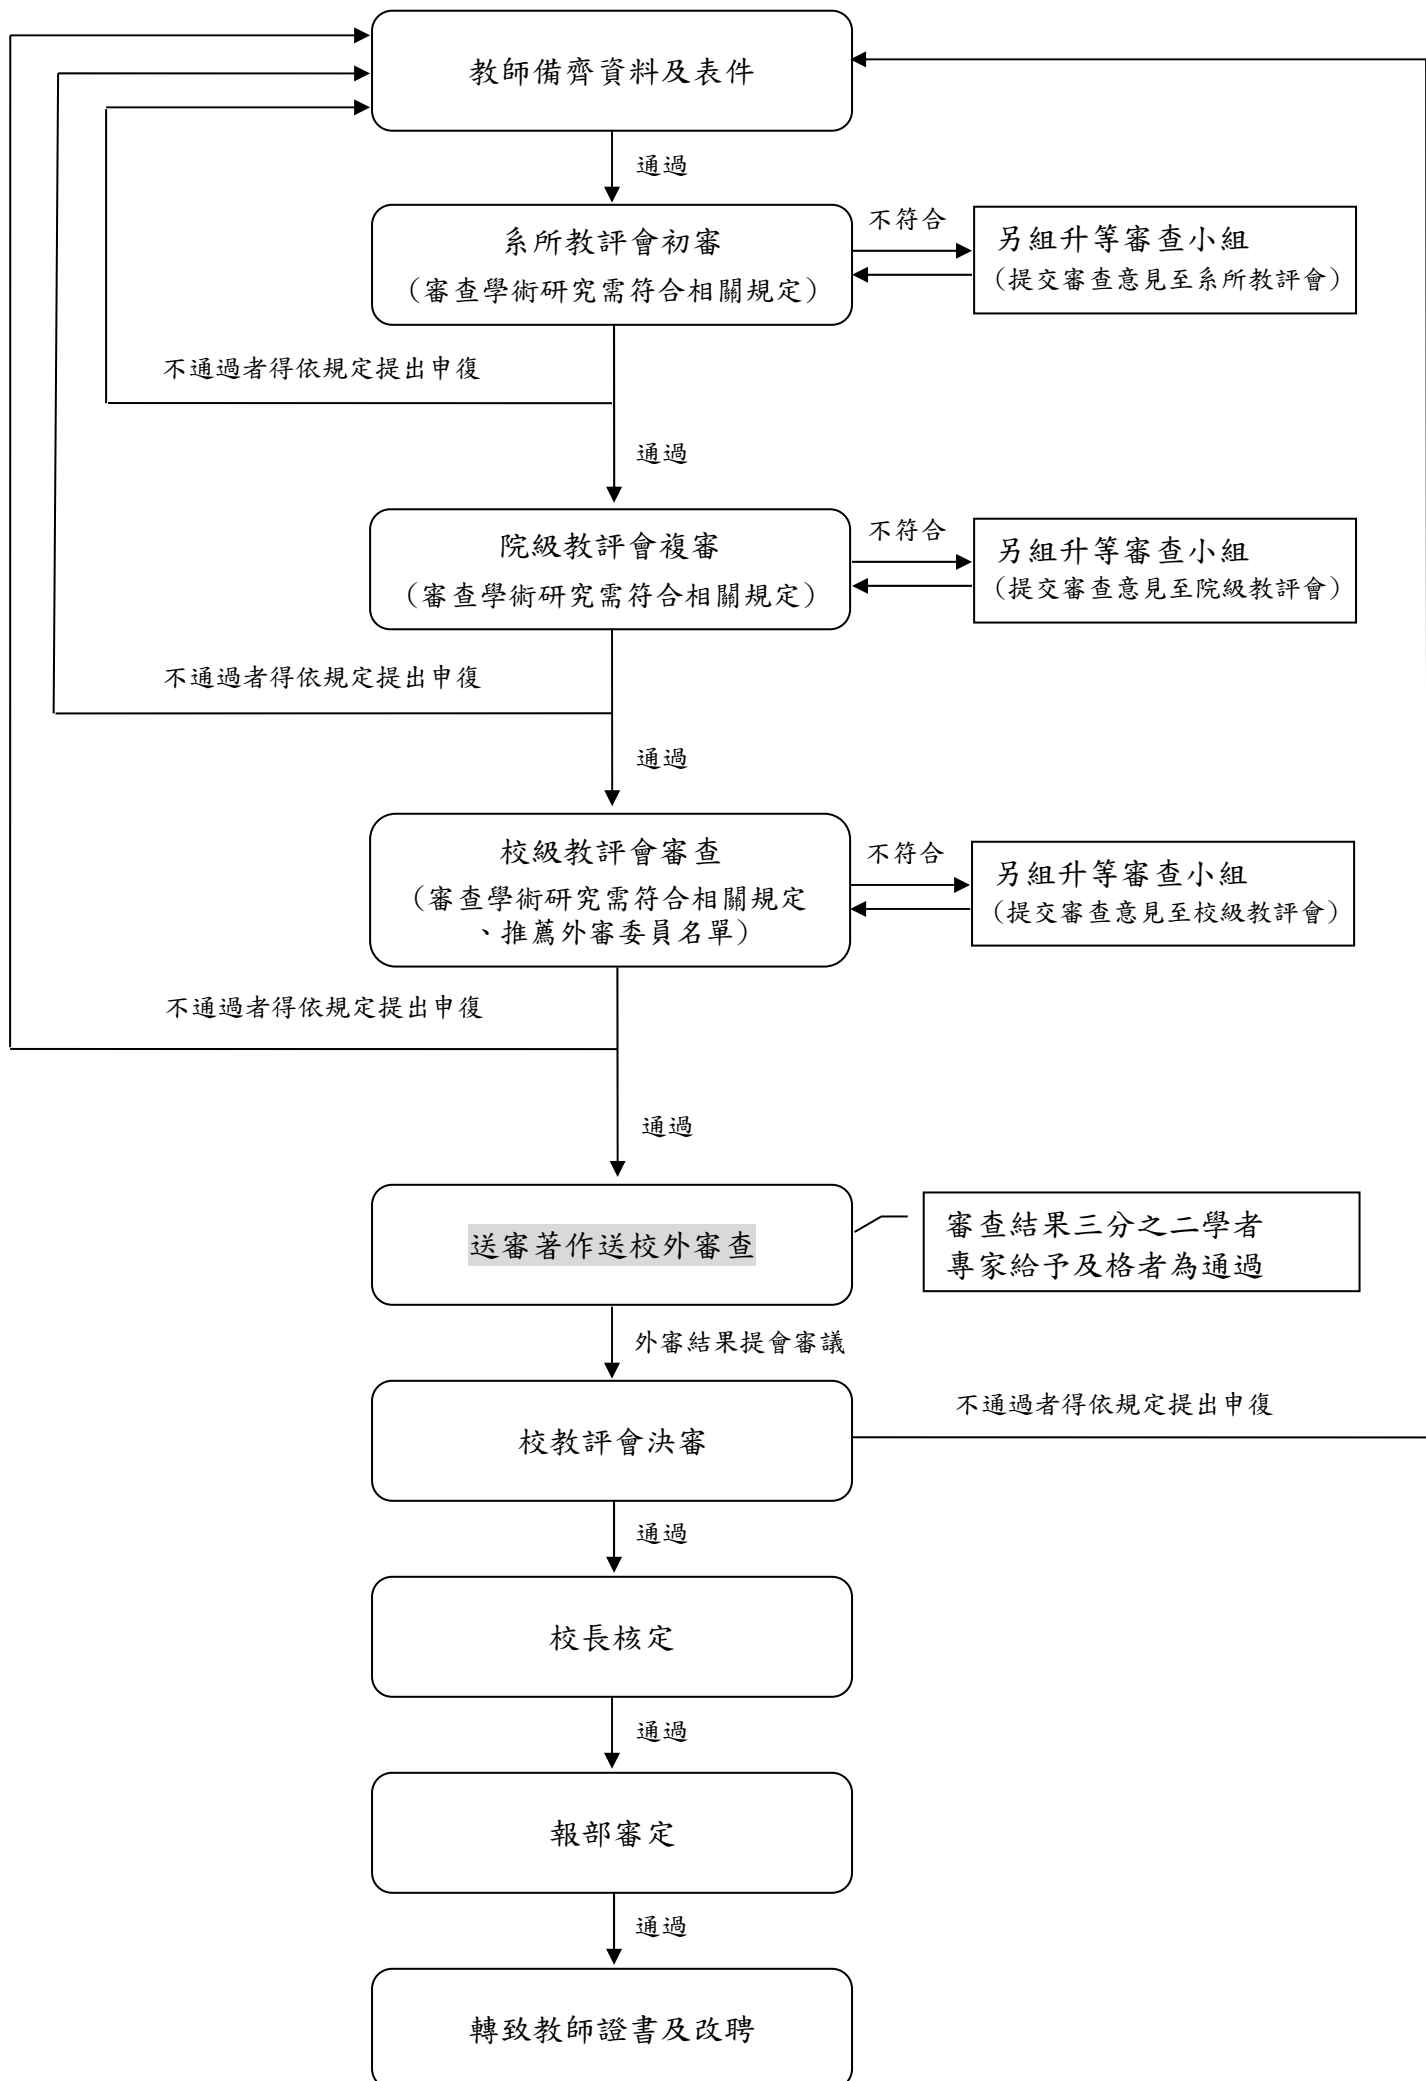 教師備齊資料及表件
通過
系所教評會初審
（審查學術研究需符合相關規定）
不符合
另組升等審查小組
（提交審查意見至系所教評會）
不通過者得依規定提出申復
通過
院級教評會複審
（審查學術研究需符合相關規定）
不符合
另組升等審查小組
（提交審查意見至院級教評會）
不通過者得依規定提出申復
通過
校級教評會審查
（審查學術研究需符合相關規定
、推薦外審委員名單）
不符合
另組升等審查小組
（提交審查意見至校級教評會）
不通過者得依規定提出申復
通過
送審著作送校外審查
審查結果三分之二學者
專家給予及格者為通過
外審結果提會審議
校教評會決審
不通過者得依規定提出申復
通過
校長核定
通過
報部審定
通過
轉致教師證書及改聘